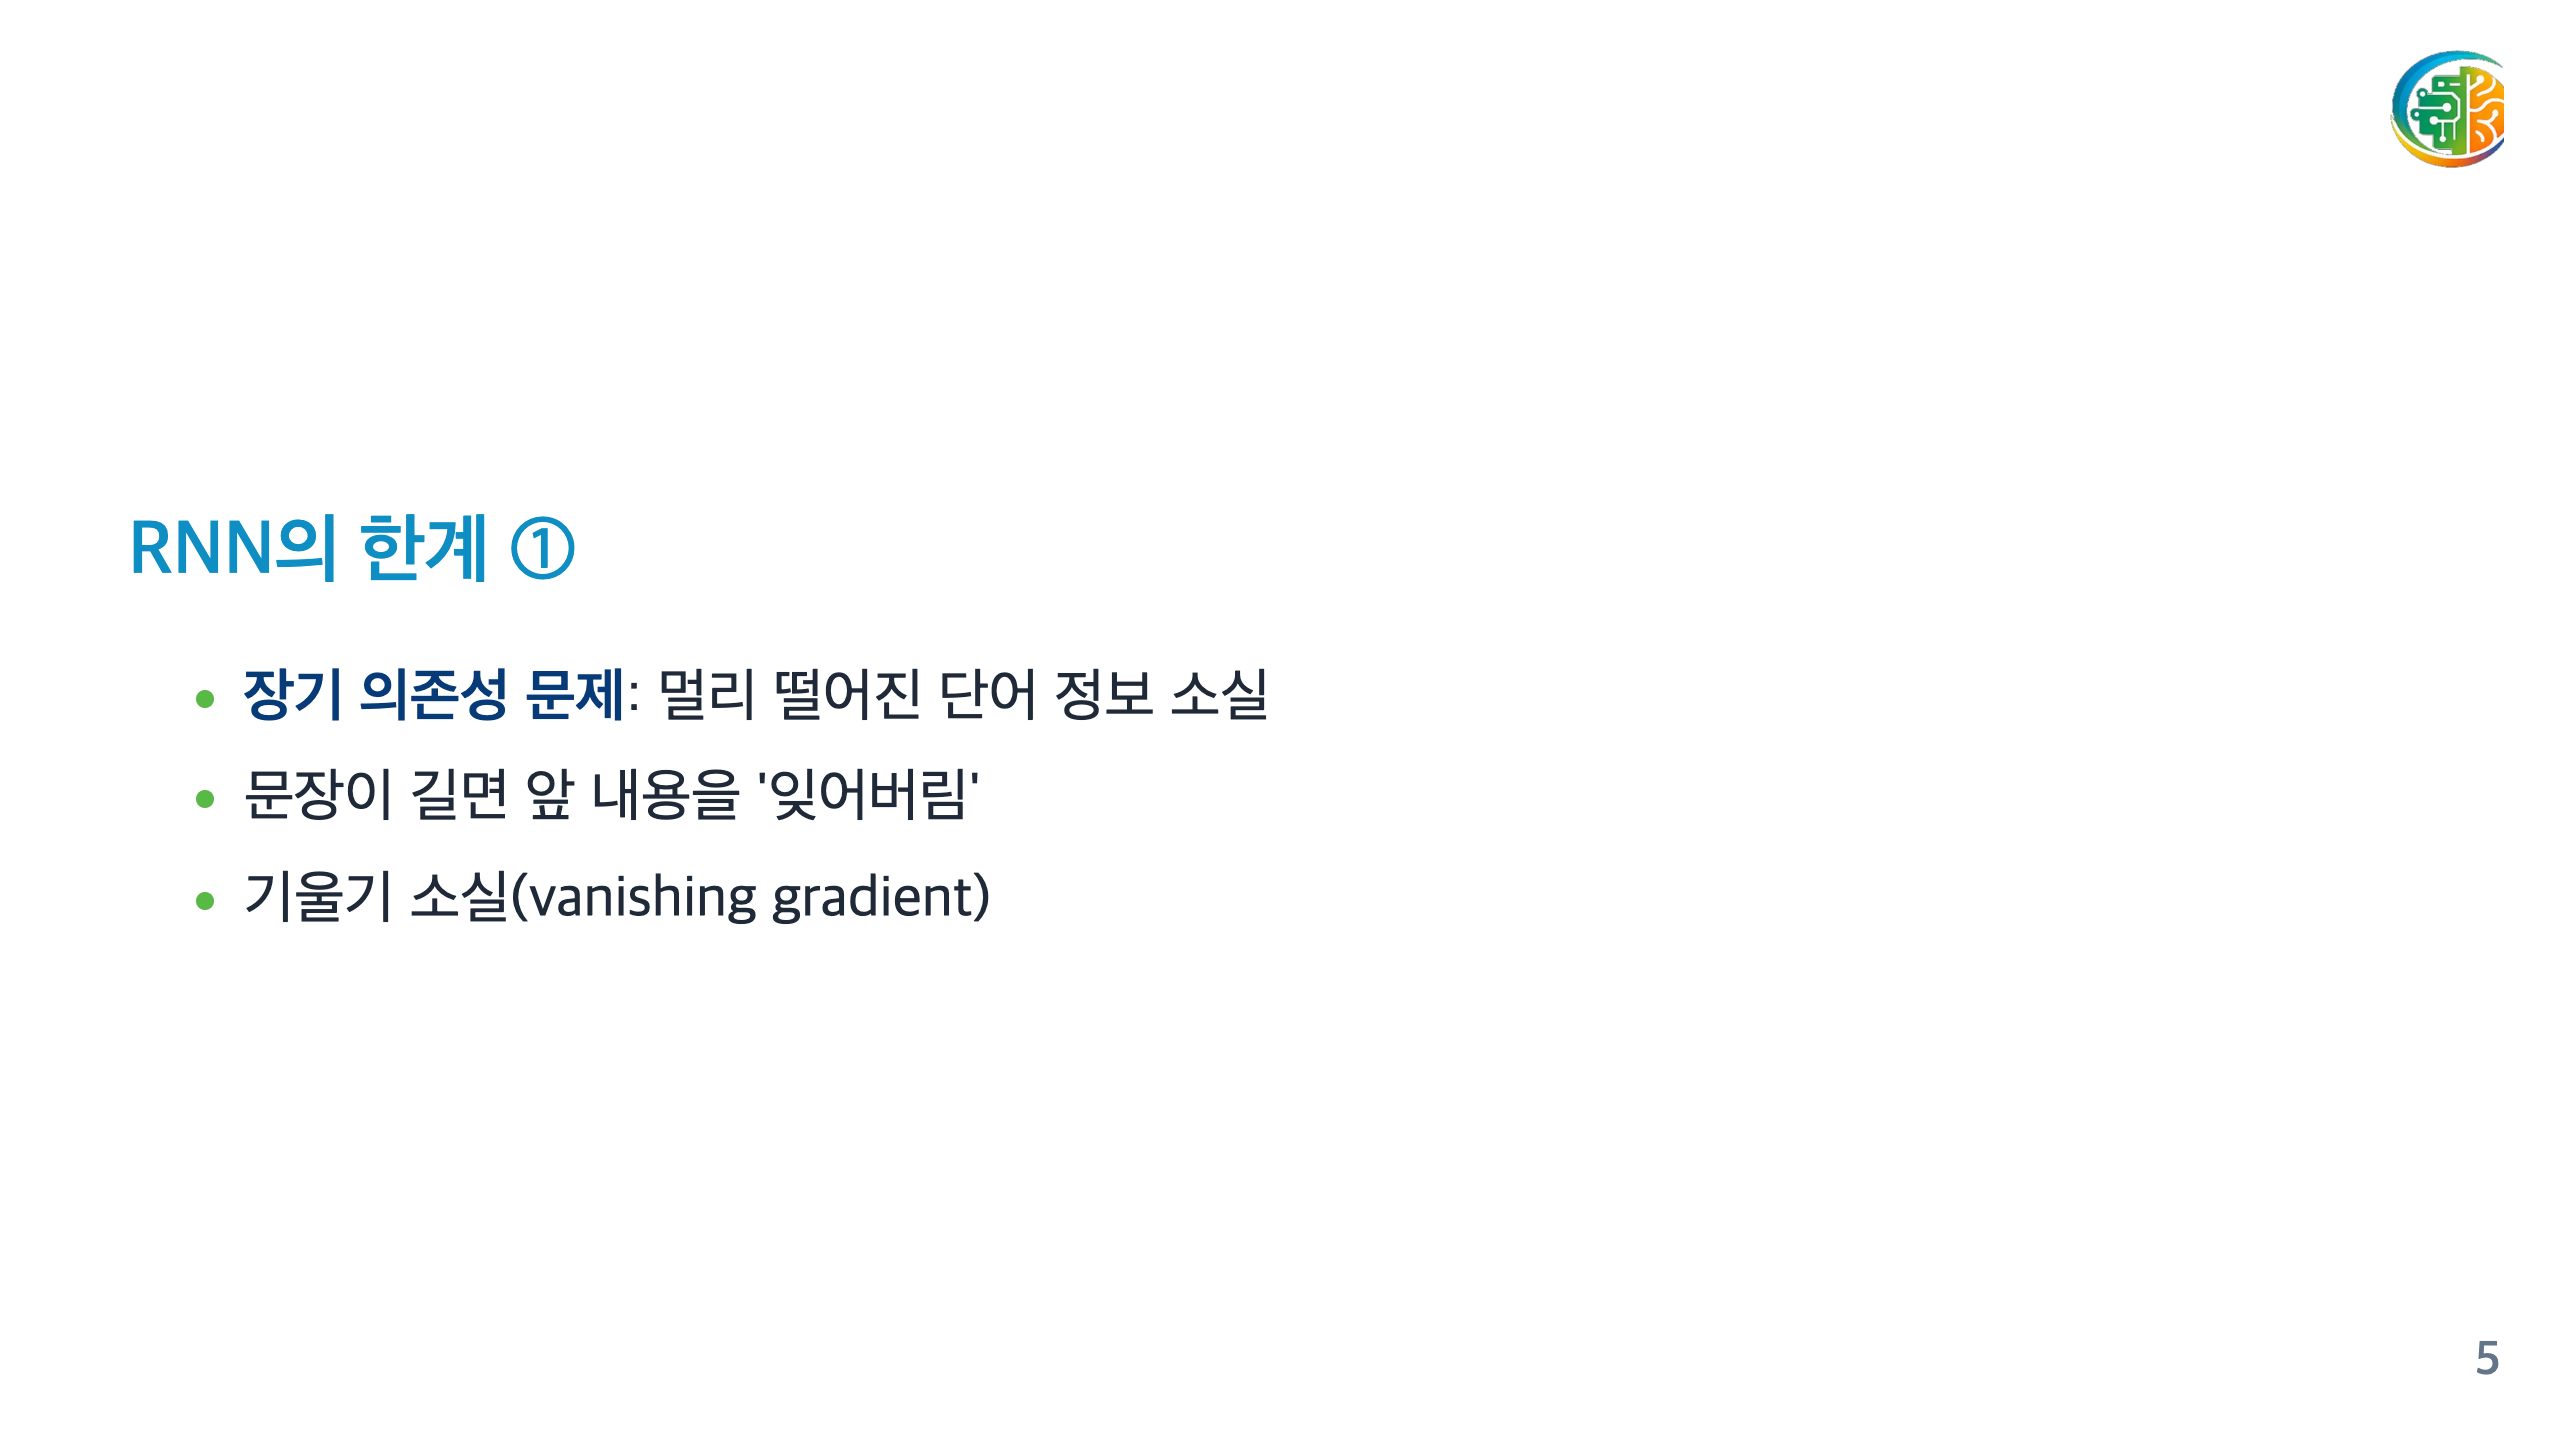 RNN의 한계 ①
• 장기 의존성 문제: 멀리 떨어진 단어 정보 소실
• 문장이 길면 앞 내용을 '잊어버림'
• 기울기 소실(vanishing gradient)
5